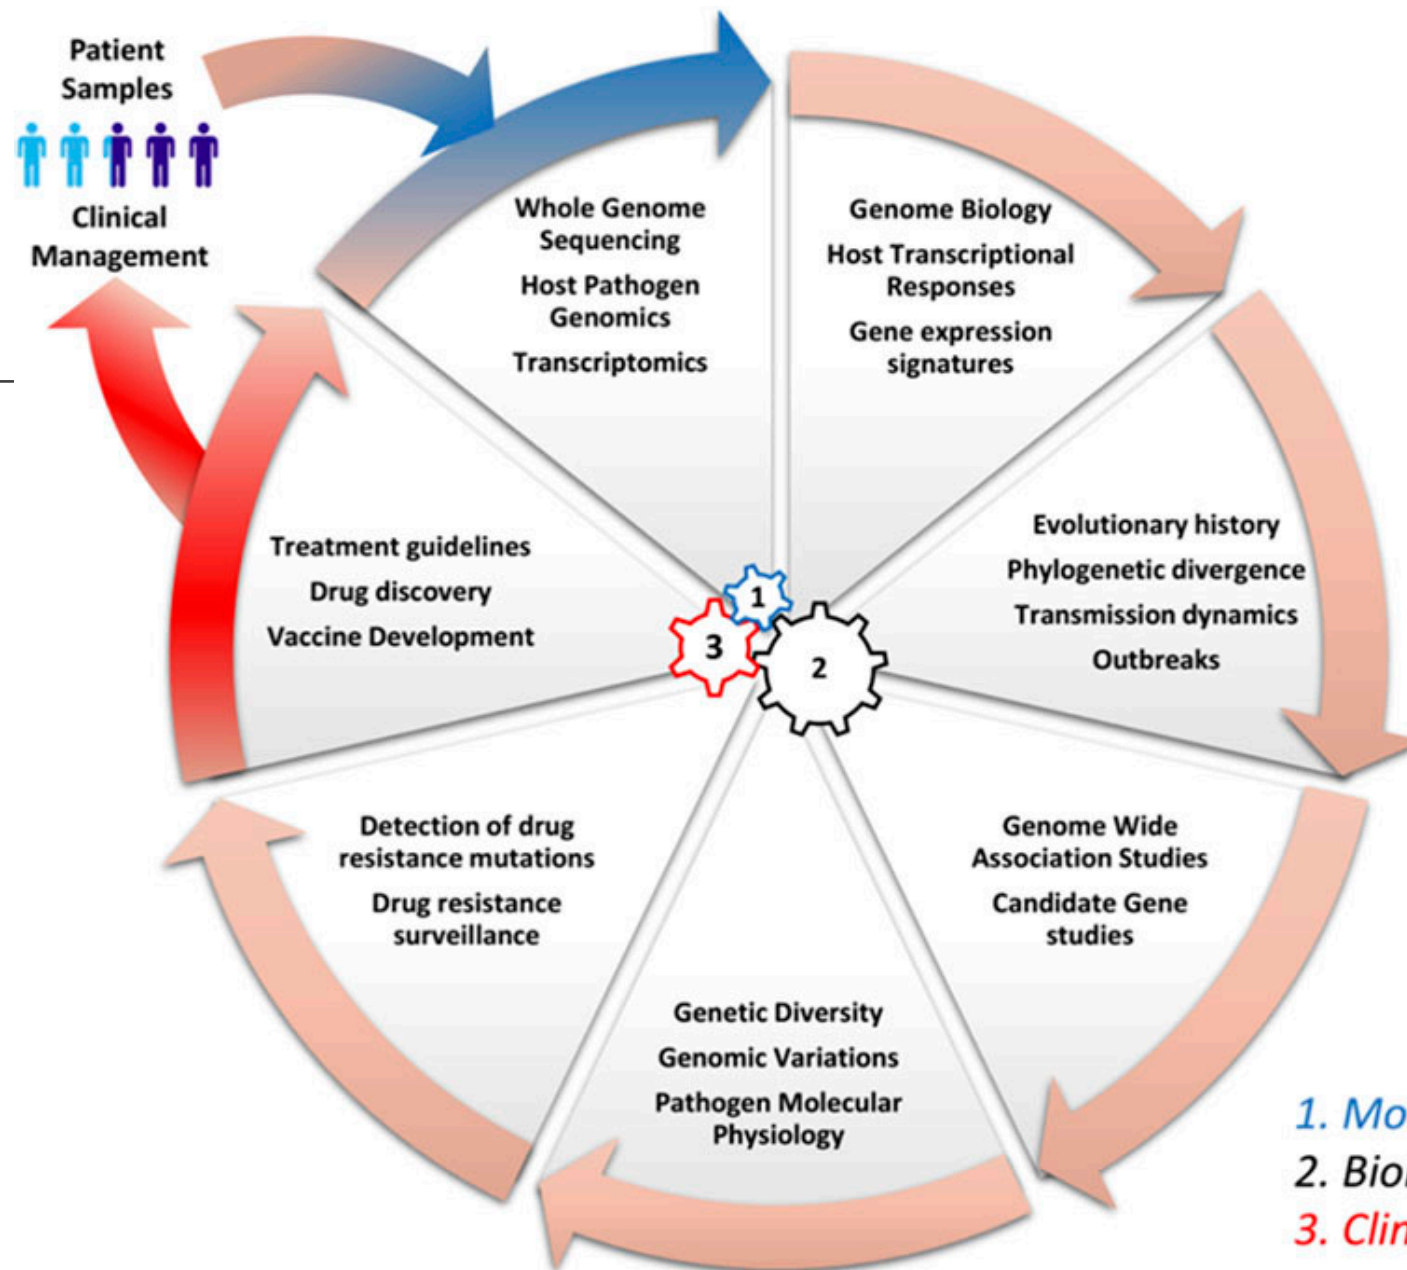 Patient
Samples
Clinical
Management
Whole Genome
Sequencing
Host Pathogen
Genomics
Transcriptomics
Genome Biology
Host Transcriptional
Responses
Gene expression
signatures
Evolutionary history
Phylogenetic divergence
Transmission dynamics
Outbreaks
Genome Wide
Association Studies
Candidate Gene
studies
Genetic Diversity
Genomic Variations
Pathogen Molecular
Physiology
Detection of drug
resistance mutations
Drug resistance
surveillance
Treatment guidelines
Drug discovery
Vaccine Development
1
2
3
1. Mo
2. Bio
3. Clin